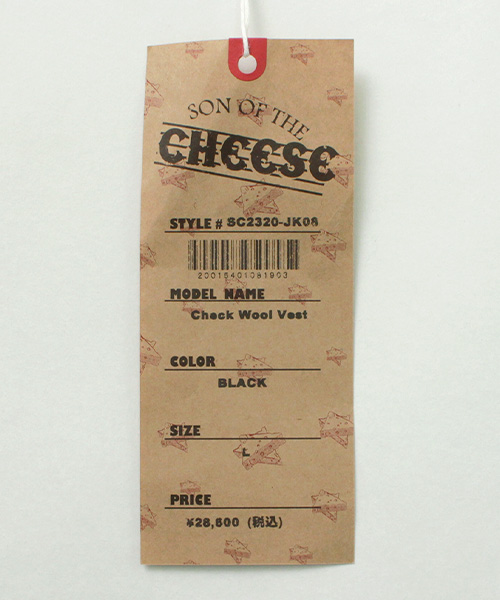 SON OF THE
CHEESE
STYLE # SC2320-JK08
20015401081903
MODEL NAME
Check Wool Vest
COLOR
BLACK
SIZE
L
PRICE
¥28,600 (税込)